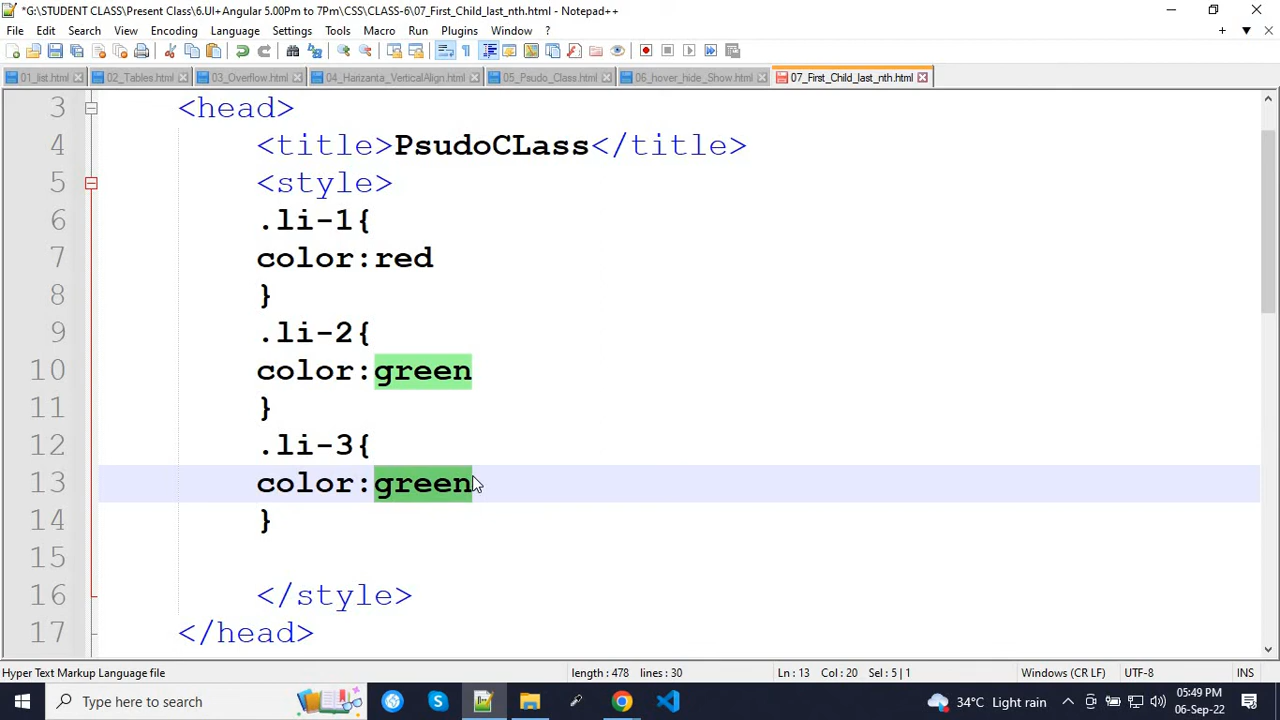 *G:\STUDENT CLASS\Present Class\6.UI+Angular 5.00Pm to 7Pm\CSS\CLASS-6\07_First_Child_last_nth.html - Notepad++
File Edit Search View Encoding Language Settings Tools Macro Run Plugins Window ?
01_list.html 02_Tables.html 03_Overflow.html 04_Harizanta_VerticalAlign.html 05_Psudo_Class.html 06_hover_hide_Show.html 07_First_Child_last_nth.html
3 <head>
4 <title>PsudoCLass</title>
5 <style>
6 .li-1{
7 color:red
8 }
9 .li-2{
10 color:green
11 }
12 .li-3{
13 color:green
14 }
15
16 </style>
17 </head>
Hyper Text Markup Language file length : 478 lines : 30 Ln : 13 Col : 20 Sel : 5 | 1 Windows (CR LF) UTF-8 INS
Type here to search 34°C Light rain 05:49 PM
06-Sep-22